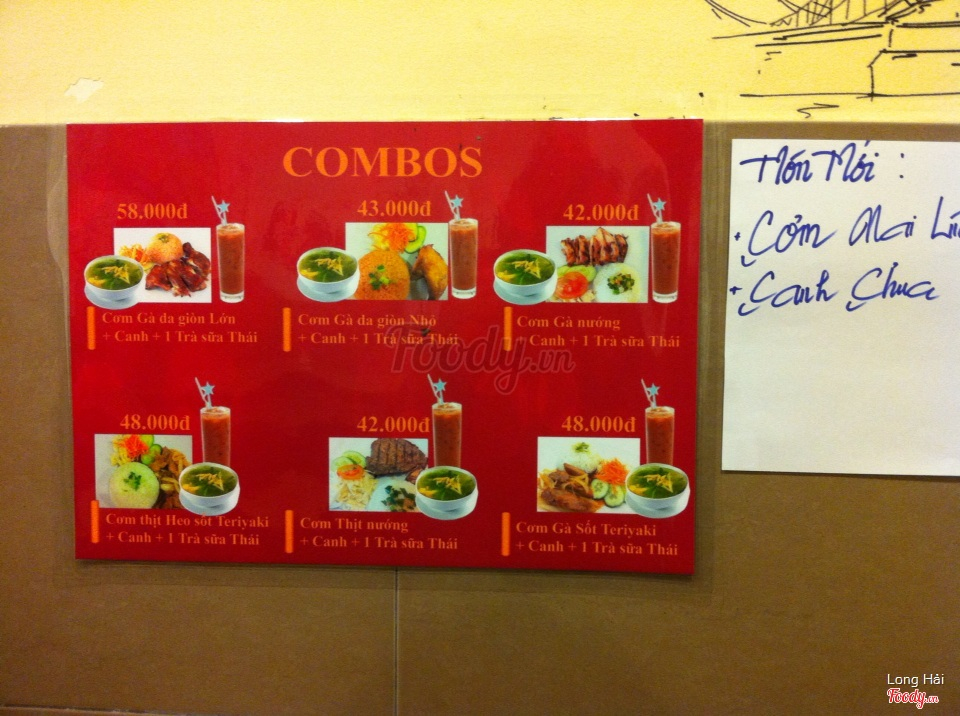 COMBOS
58.000đ
Cơm Gà da giòn Lớn
+ Canh + 1 Trà sữa Thái
43.000đ
Cơm Gà da giòn Nhỏ
+ Canh + 1 Trà sữa Thái
42.000đ
Cơm Gà nướng
+ Canh + 1 Trà sữa Thái
48.000đ
Cơm thịt Heo sốt Teriyaki
+ Canh + 1 Trà sữa Thái
42.000đ
Cơm Thịt nướng
+ Canh + 1 Trà sữa Thái
48.000đ
Cơm Gà Sốt Teriyaki
+ Canh + 1 Trà sữa Thái
Foody.vn
Món Mới :
+ Cơm
+ Canh Chua
Long Hải
Foody.vn